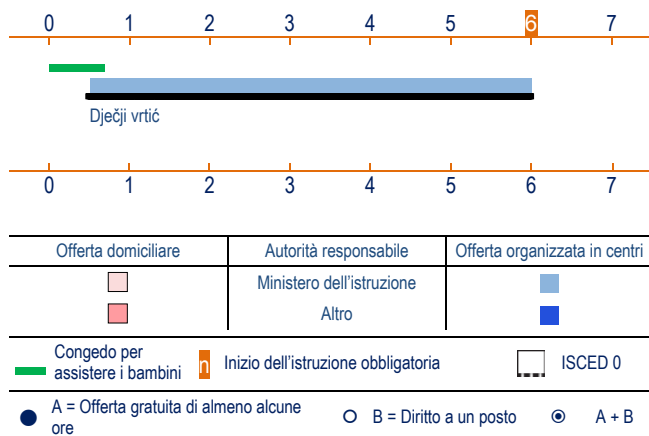 0 1 2 3 4 5 6 7
Dječji vrtić
0 1 2 3 4 5 6 7
Offerta domiciliare Autorità responsabile Offerta organizzata in centri
Ministero dell'istruzione
Altro
Congedo per
assistere i bambini n Inizio dell'istruzione obbligatoria ISCED 0
A = Offerta gratuita di almeno alcune
ore B = Diritto a un posto A + B